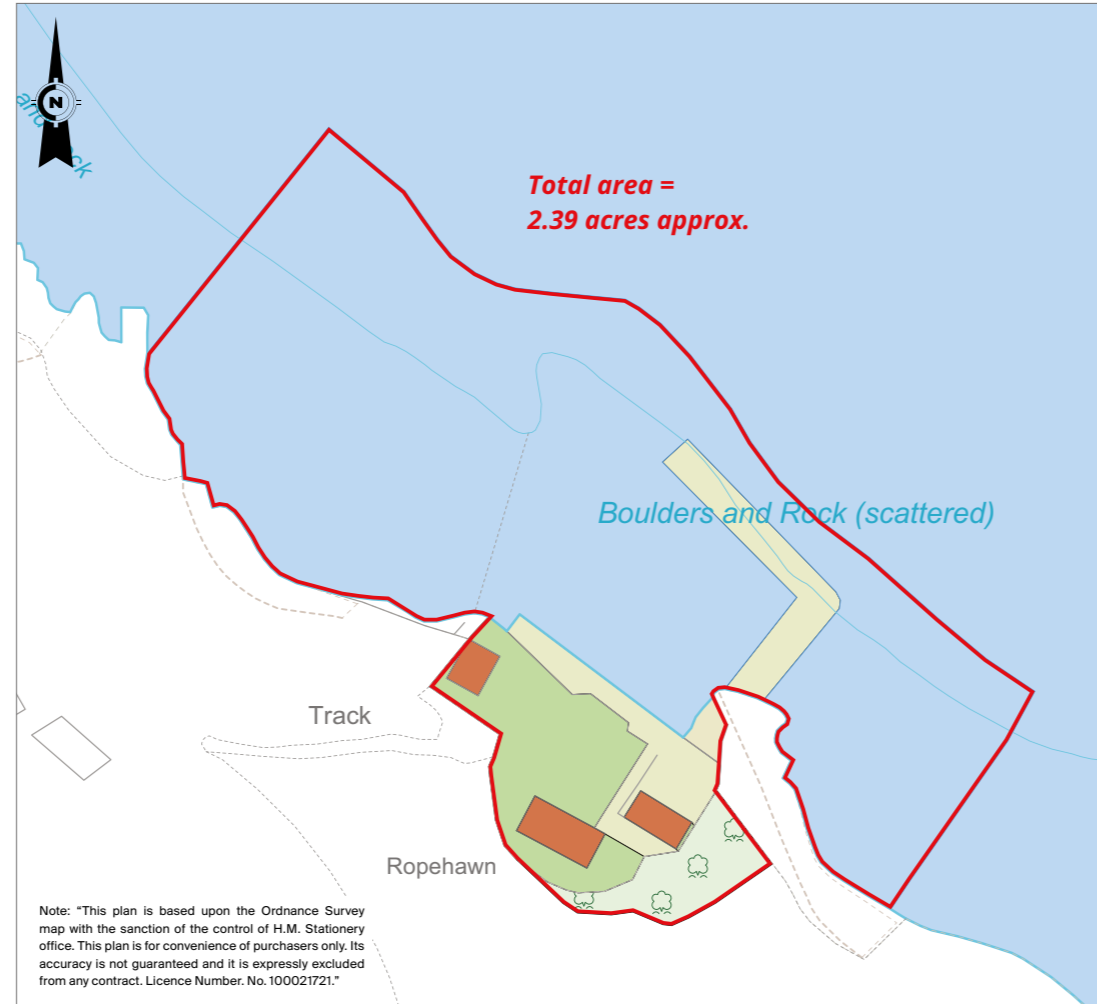 N
and Rock
Total area =
2.39 acres approx.
Boulders and Rock (scattered)
Track
Ropehawn
Note: “This plan is based upon the Ordnance Survey
map with the sanction of the control of H.M. Stationery
office. This plan is for convenience of purchasers only. Its
accuracy is not guaranteed and it is expressly excluded
from any contract. Licence Number. No. 100021721.”